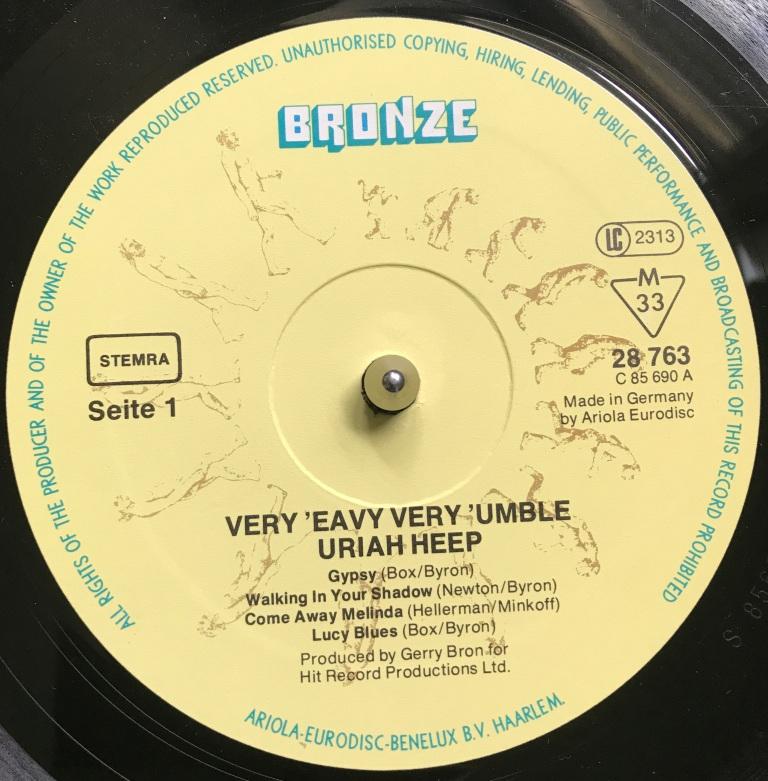 ALL RIGHTS OF THE PRODUCER AND OF THE OWNER OF THE WORK REPRODUCED RESERVED. UNAUTHORISED COPYING, HIRING, LENDING, PUBLIC PERFORMANCE AND BROADCASTING OF THIS RECORD PROHIBITED
BRONZE
LC 2313
M
33
STEMRA
Seite 1
28 763
C 85 690 A
Made in Germany
by Ariola Eurodisc
VERY 'EAVY VERY 'UMBLE
URIAH HEEP
Gypsy (Box/Byron)
Walking In Your Shadow (Newton/Byron)
Come Away Melinda (Hellerman/Minkoff)
Lucy Blues (Box/Byron)
Produced by Gerry Bron for
Hit Record Productions Ltd.
ARIOLA-EURODISC-BENELUX B.V. HAARLEM.